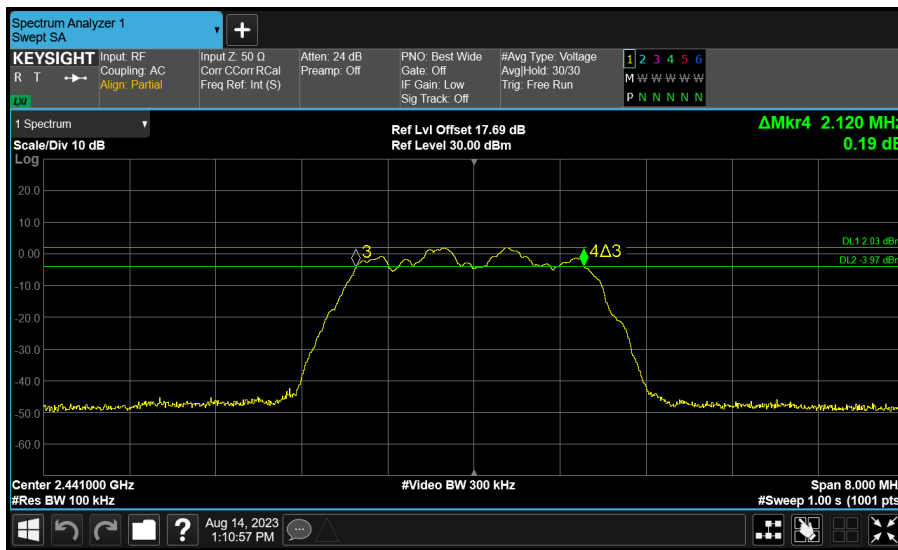 Spectrum Analyzer 1
Swept SA
+
KEYSIGHT
R T
LXI
Input: RF
Coupling: AC
Align: Partial
Input Z: 50 Ω
Corr CCorr RCal
Freq Ref: Int (S)
Atten: 24 dB
Preamp: Off
PNO: Best Wide
Gate: Off
IF Gain: Low
Sig Track: Off
#Avg Type: Voltage
Avg|Hold: 30/30
Trig: Free Run
1 2 3 4 5 6
M W W W W W
P N N N N N
1 Spectrum
Scale/Div 10 dB
Log
Ref Lvl Offset 17.69 dB
Ref Level 30.00 dBm
ΔMkr4 2.120 MHz
0.19 dB
20.0
10.0
0.00
-10.0
-20.0
-30.0
-40.0
-50.0
-60.0
3
4Δ3
DL1 2.03 dBm
DL2 -3.97 dBm
Center 2.441000 GHz
#Res BW 100 kHz
#Video BW 300 kHz
Span 8.000 MH
#Sweep 1.00 s (1001 pts
?
Aug 14, 2023
1:10:57 PM